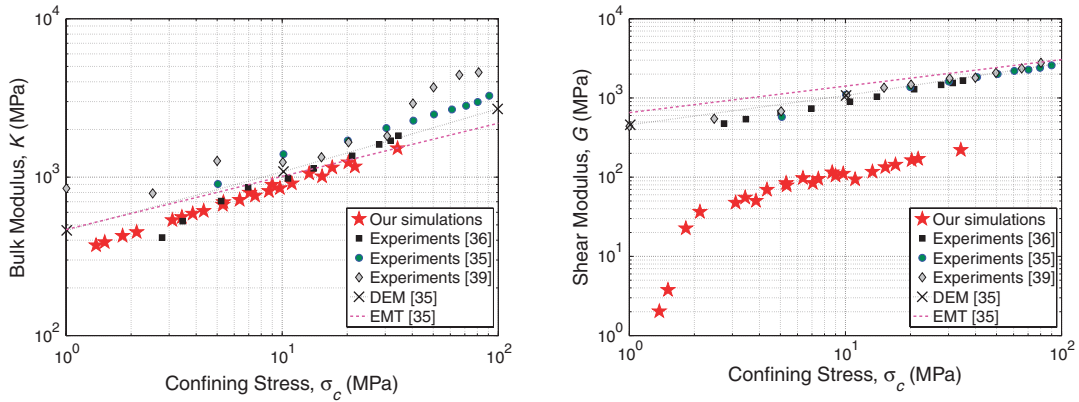 10^4
10^3
10^2
Bulk Modulus, K (MPa)
10^0
10^1
10^2
Confining Stress, σ_c (MPa)
Our simulations
Experiments [36]
Experiments [35]
Experiments [39]
DEM [35]
EMT [35]
10^4
10^3
10^2
10^1
10^0
Shear Modulus, G (MPa)
10^0
10^1
10^2
Confining Stress, σ_c (MPa)
Our simulations
Experiments [36]
Experiments [35]
Experiments [39]
DEM [35]
EMT [35]